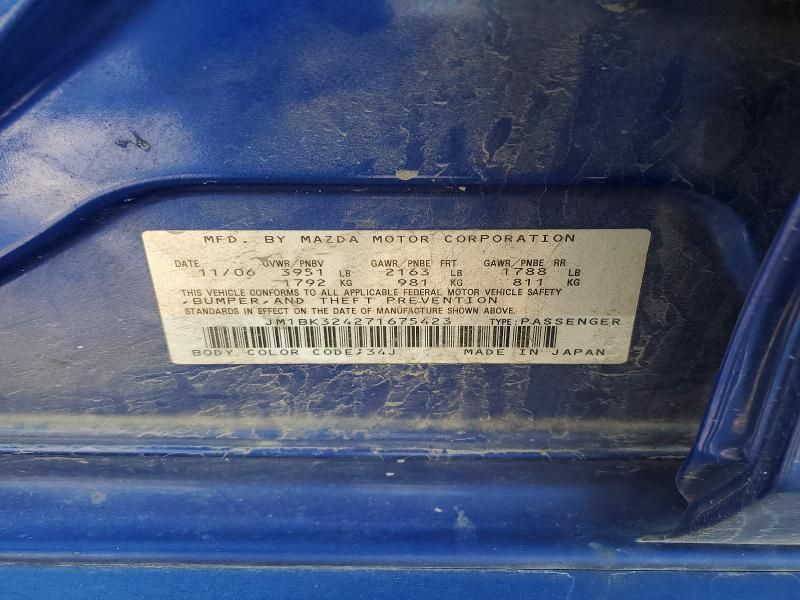 MFD. BY MAZDA MOTOR CORPORATION
DATE GVWR/PNBV GAWR/PNBE FRT GAWR/PNBE RR
11/06 3951 LB 2163 LB 1788 LB
1792 KG 981 KG 811 KG
THIS VEHICLE CONFORMS TO ALL APPLICABLE FEDERAL MOTOR VEHICLE SAFETY
,BUMPER,AND THEFT PREVENTION
STANDARDS IN EFFECT ON THE DATE OF MANUFACTURE SHOWN ABOVE.
JM1BK324271675423 TYPE:PASSENGER
BODY COLOR CODE:34J MADE IN JAPAN